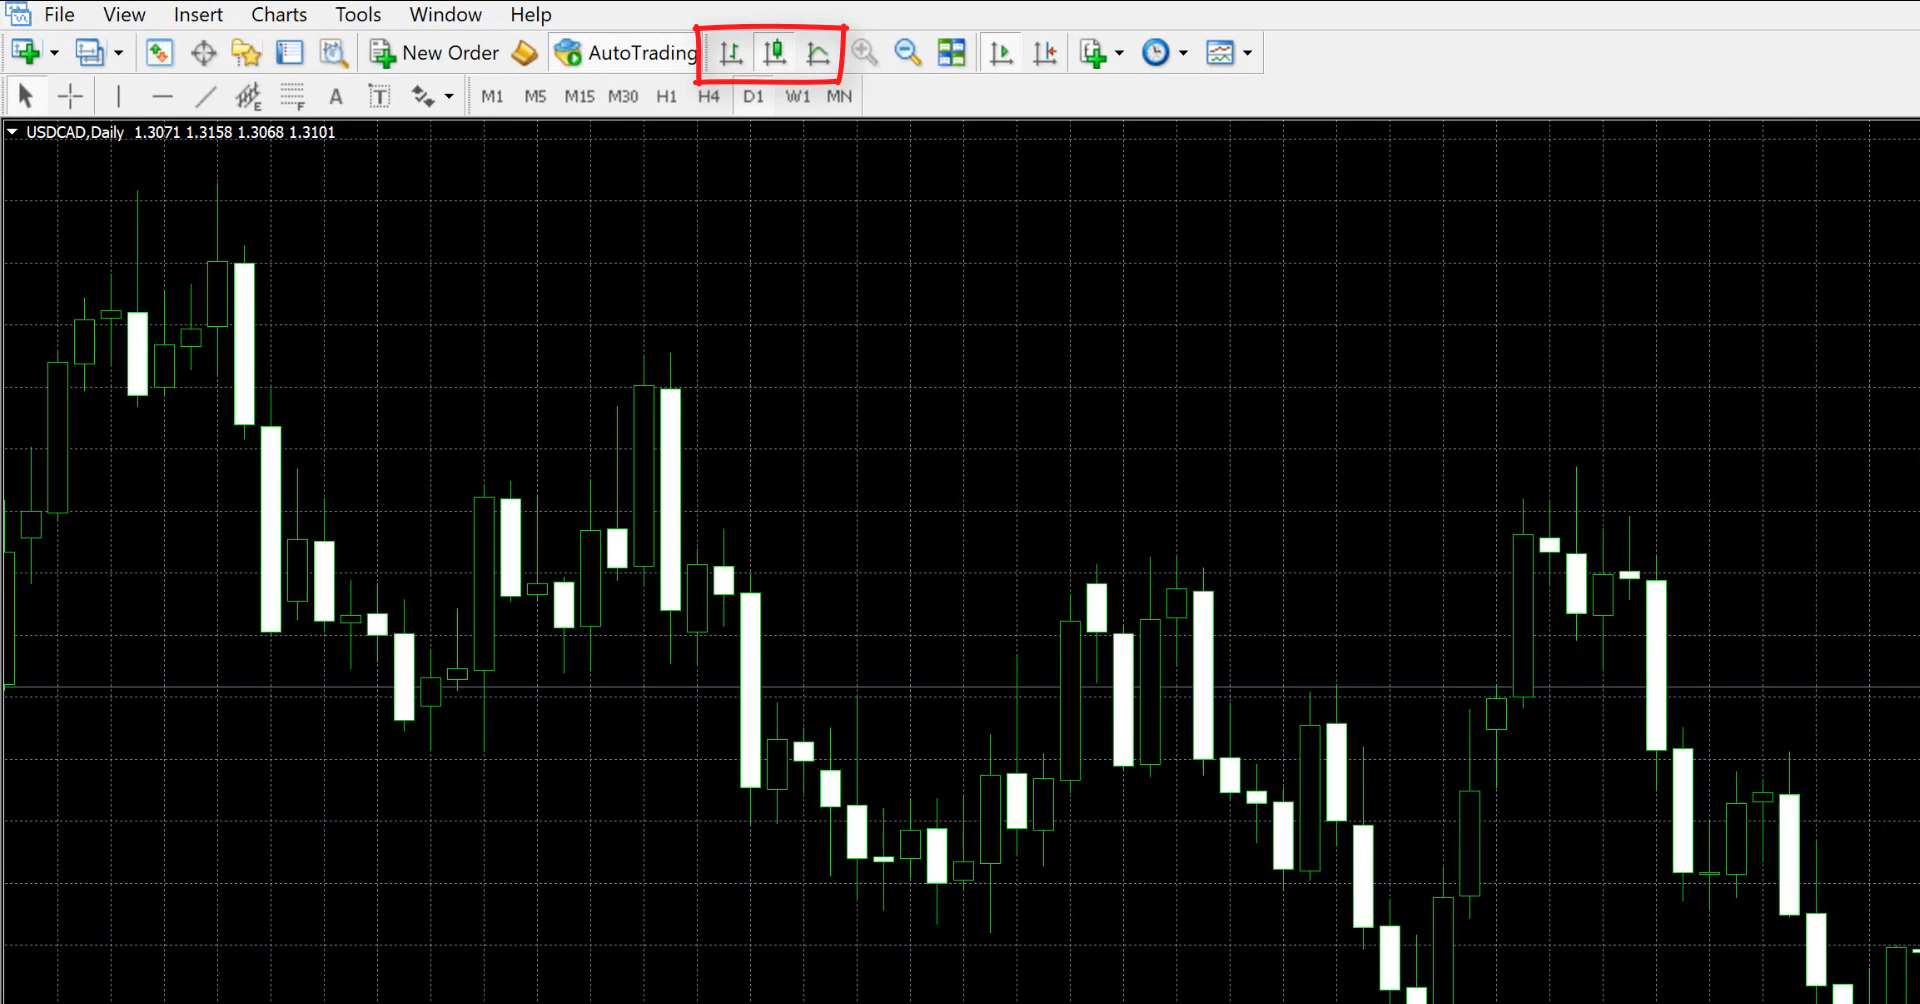 File View Insert Charts Tools Window Help
New Order AutoTrading
E F A T M1 M5 M15 M30 H1 H4 D1 W1 MN
USDCAD,Daily 1.3071 1.3158 1.3068 1.3101